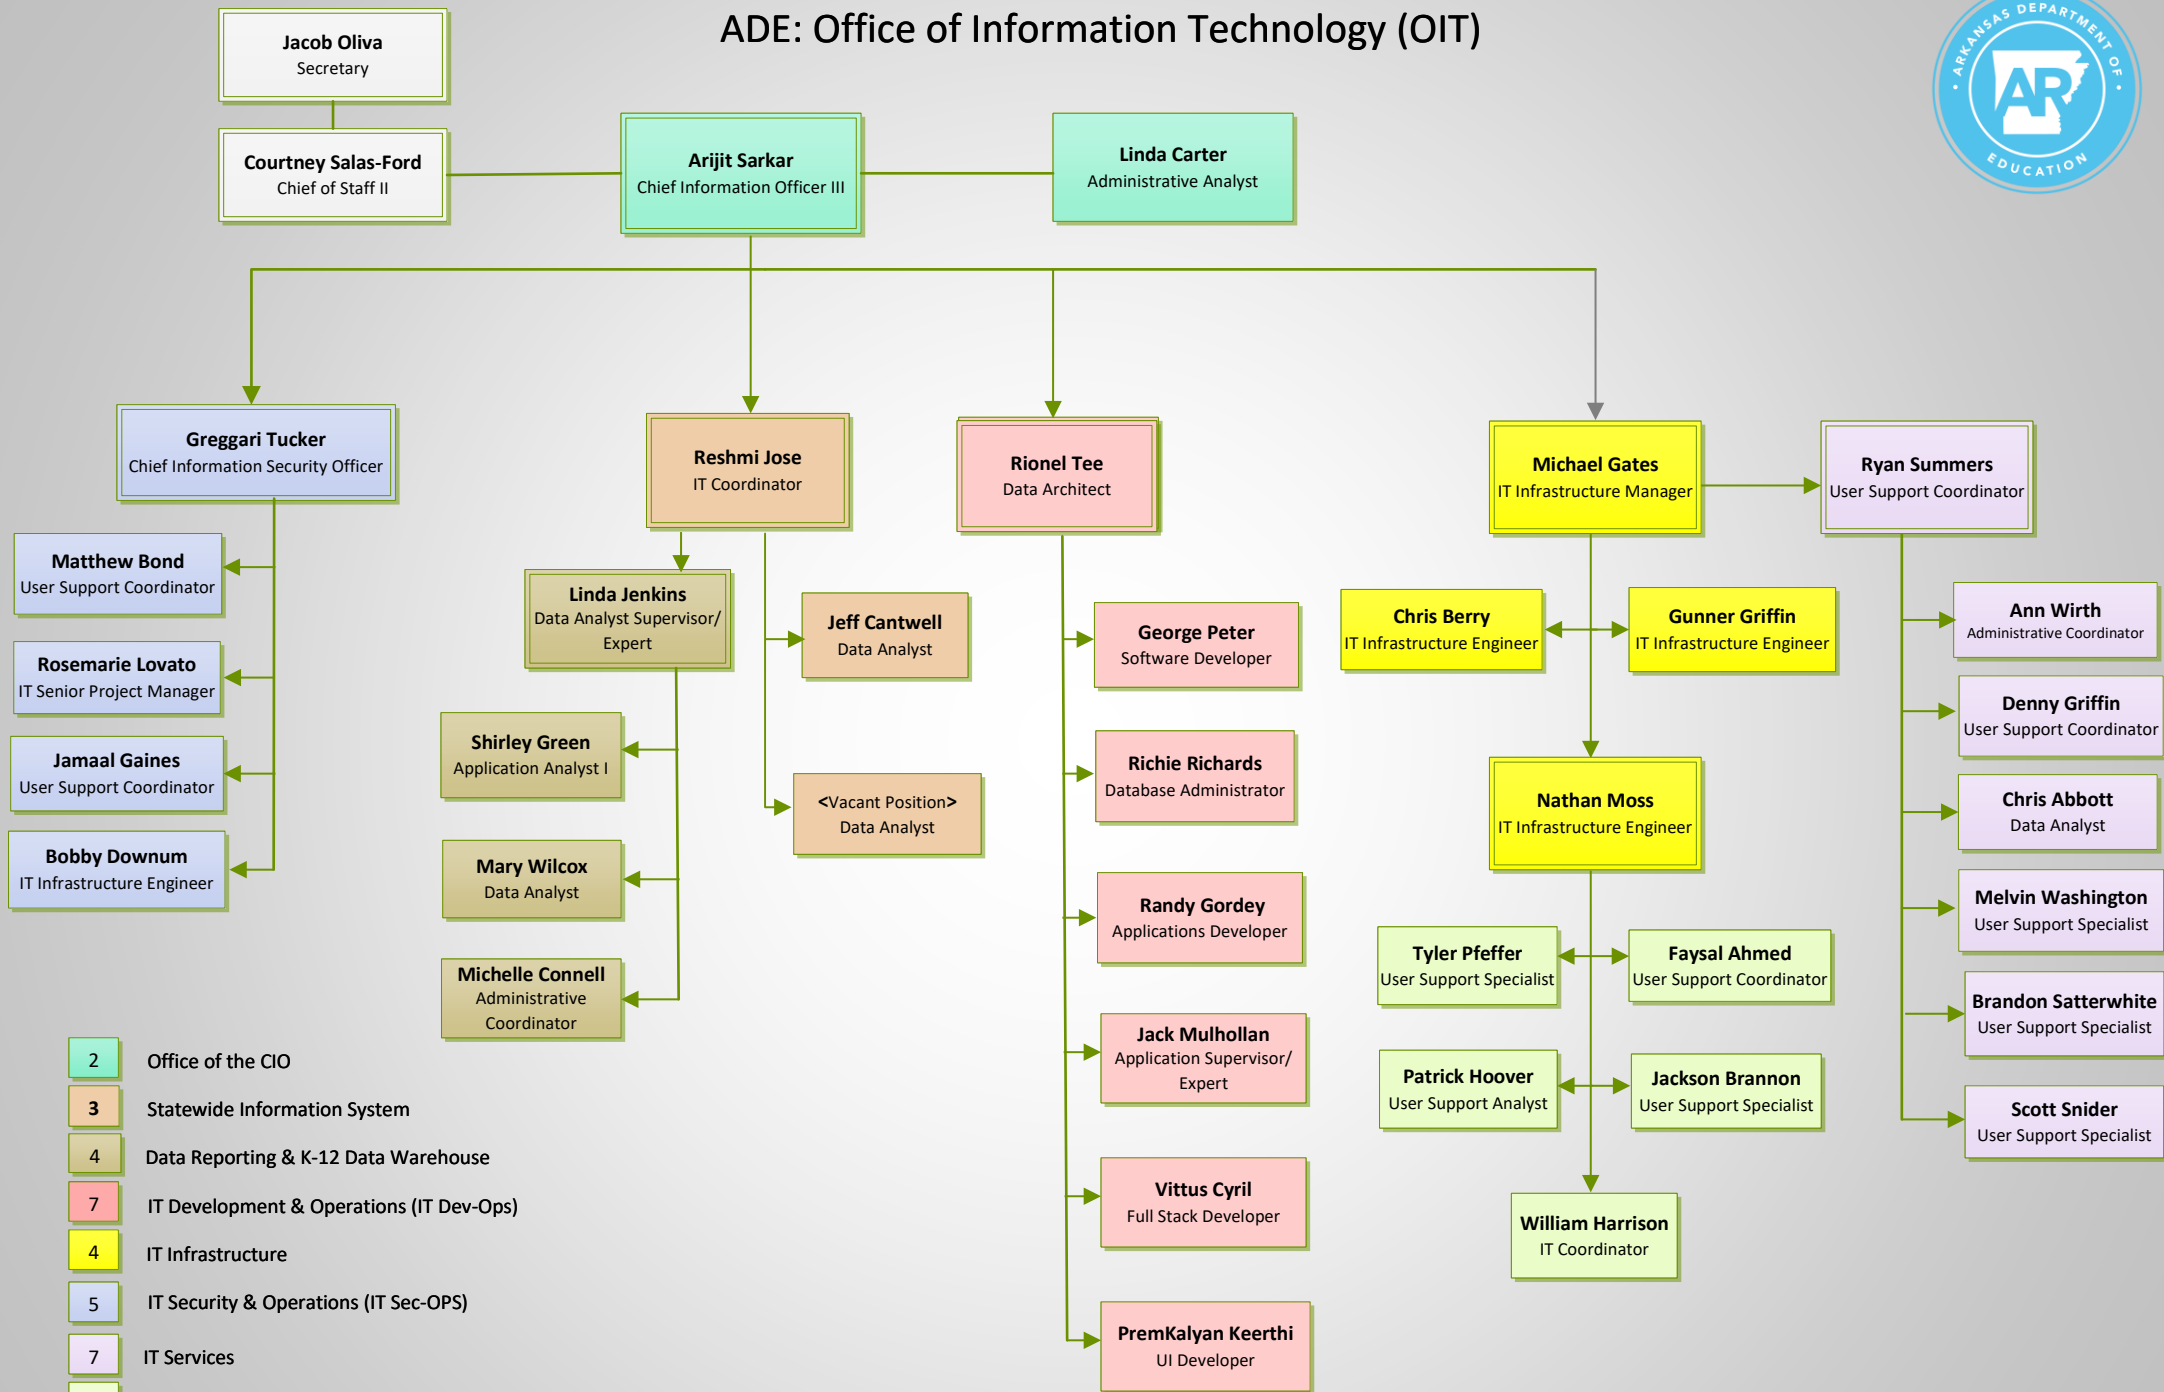 ADE: Office of Information Technology (OIT)
ARKANSAS DEPARTMENT OF
AR
EDUCATION
Jacob Oliva
Secretary
Courtney Salas-Ford
Chief of Staff II
Arijit Sarkar
Chief Information Officer III
Linda Carter
Administrative Analyst
Greggari Tucker
Chief Information Security Officer
Matthew Bond
User Support Coordinator
Rosemarie Lovato
IT Senior Project Manager
Jamaal Gaines
User Support Coordinator
Bobby Downum
IT Infrastructure Engineer
Reshmi Jose
IT Coordinator
Linda Jenkins
Data Analyst Supervisor/
Expert
Shirley Green
Application Analyst I
Mary Wilcox
Data Analyst
Michelle Connell
Administrative
Coordinator
Jeff Cantwell
Data Analyst
<Vacant Position>
Data Analyst
Rionel Tee
Data Architect
George Peter
Software Developer
Richie Richards
Database Administrator
Randy Gordey
Applications Developer
Jack Mulhollan
Application Supervisor/
Expert
Vittus Cyril
Full Stack Developer
PremKalyan Keerthi
UI Developer
Michael Gates
IT Infrastructure Manager
Chris Berry
IT Infrastructure Engineer
Gunner Griffin
IT Infrastructure Engineer
Nathan Moss
IT Infrastructure Engineer
Tyler Pfeffer
User Support Specialist
Faysal Ahmed
User Support Coordinator
Patrick Hoover
User Support Analyst
Jackson Brannon
User Support Specialist
William Harrison
IT Coordinator
Ryan Summers
User Support Coordinator
Ann Wirth
Administrative Coordinator
Denny Griffin
User Support Coordinator
Chris Abbott
Data Analyst
Melvin Washington
User Support Specialist
Brandon Satterwhite
User Support Specialist
Scott Snider
User Support Specialist
2 Office of the CIO
3 Statewide Information System
4 Data Reporting & K-12 Data Warehouse
7 IT Development & Operations (IT Dev-Ops)
4 IT Infrastructure
5 IT Security & Operations (IT Sec-OPS)
7 IT Services